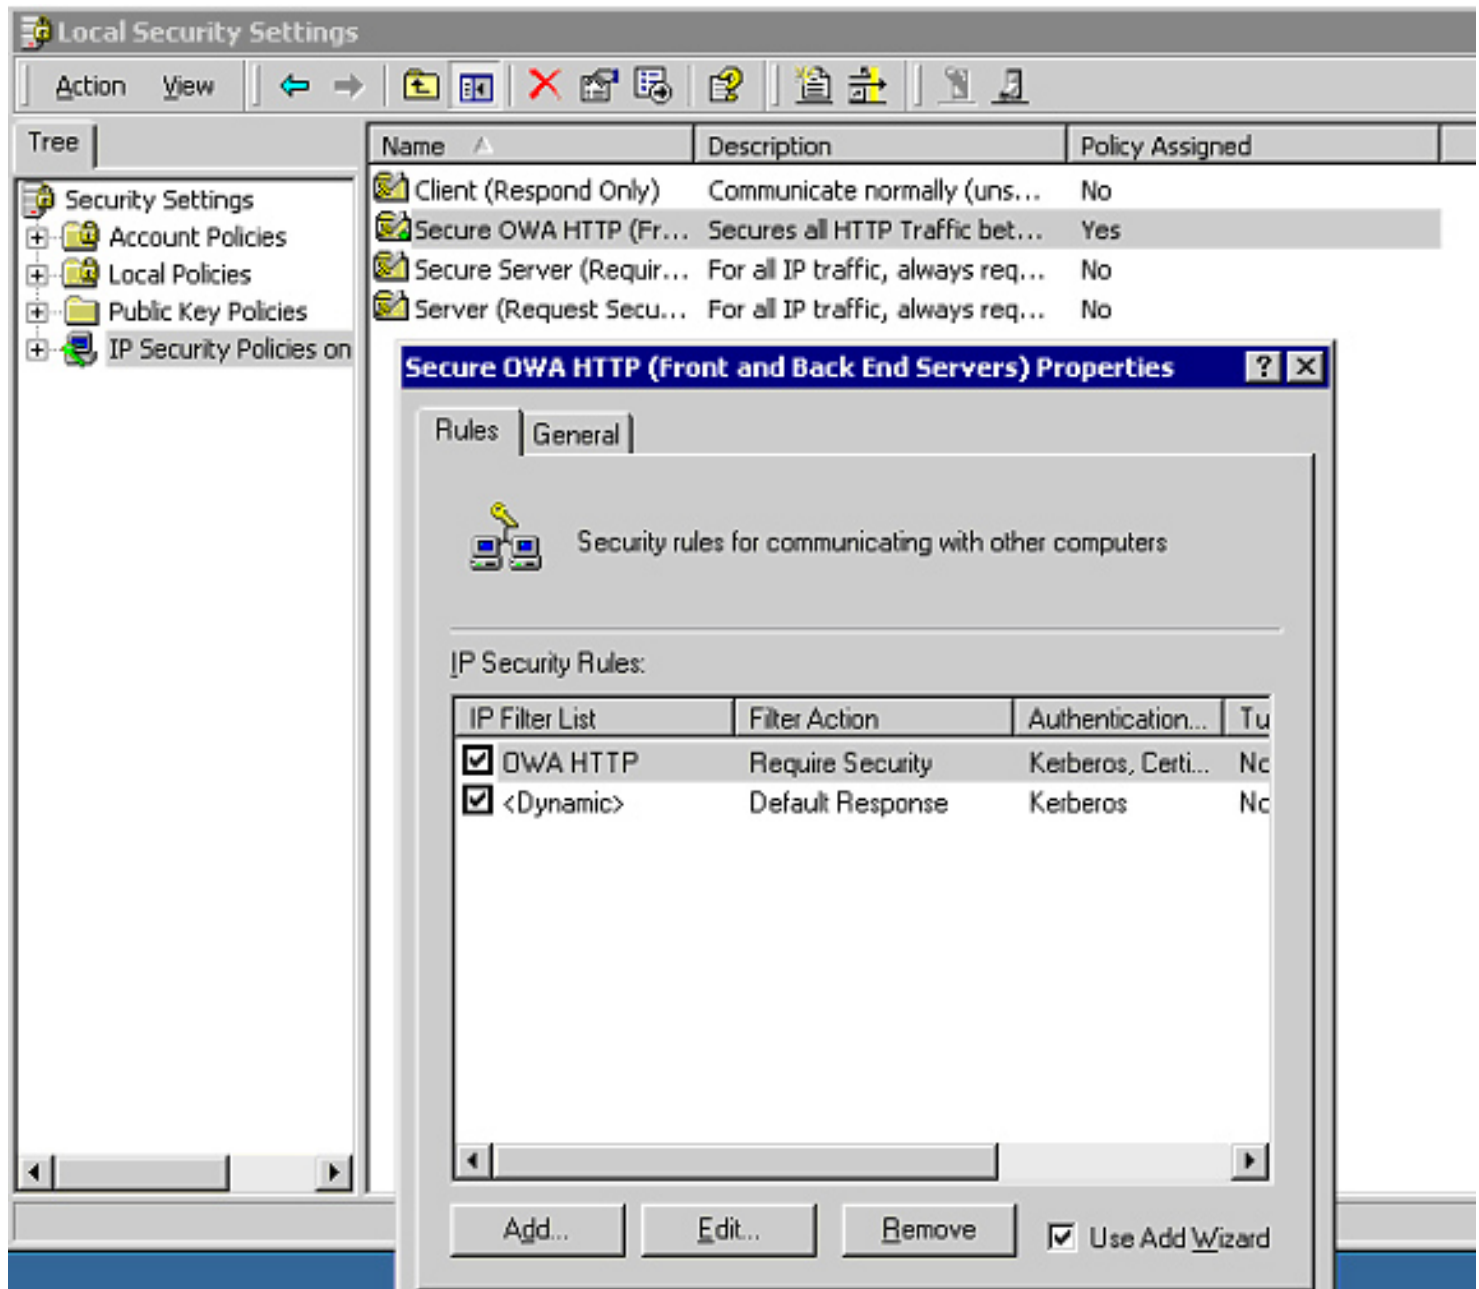 Local Security Settings
Action View
Tree
Name Description Policy Assigned
Security Settings
Account Policies
Local Policies
Public Key Policies
IP Security Policies on
Client (Respond Only) Communicate normally (uns... No
Secure OWA HTTP (Fr... Secures all HTTP Traffic bet... Yes
Secure Server (Requir... For all IP traffic, always req... No
Server (Request Secu... For all IP traffic, always req... No
Secure OWA HTTP (Front and Back End Servers) Properties
Rules General
Security rules for communicating with other computers
IP Security Rules:
IP Filter List Filter Action Authentication... Tu
OWA HTTP Require Security Kerberos, Certi... No
<Dynamic> Default Response Kerberos No
Add... Edit... Remove Use Add Wizard